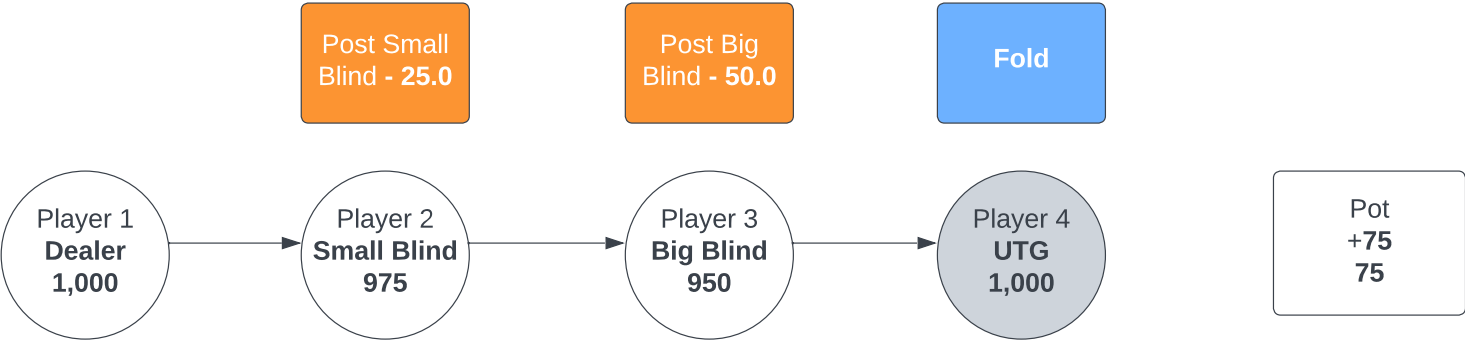 Post Small
Blind - 25.0
Post Big
Blind - 50.0
Fold
Player 1
Dealer
1,000
Player 2
Small Blind
975
Player 3
Big Blind
950
Player 4
UTG
1,000
Pot
+75
75